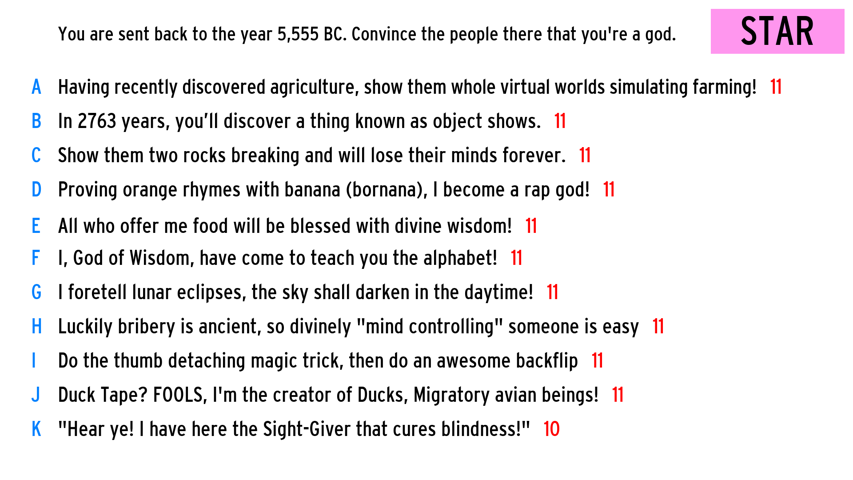 You are sent back to the year 5,555 BC. Convince the people there that you're a god.
STAR
A Having recently discovered agriculture, show them whole virtual worlds simulating farming! 11
B In 2763 years, you’ll discover a thing known as object shows. 11
C Show them two rocks breaking and will lose their minds forever. 11
D Proving orange rhymes with banana (bornana), I become a rap god! 11
E All who offer me food will be blessed with divine wisdom! 11
F I, God of Wisdom, have come to teach you the alphabet! 11
G I foretell lunar eclipses, the sky shall darken in the daytime! 11
H Luckily bribery is ancient, so divinely "mind controlling" someone is easy 11
I Do the thumb detaching magic trick, then do an awesome backflip 11
J Duck Tape? FOOLS, I'm the creator of Ducks, Migratory avian beings! 11
K "Hear ye! I have here the Sight-Giver that cures blindness!" 10